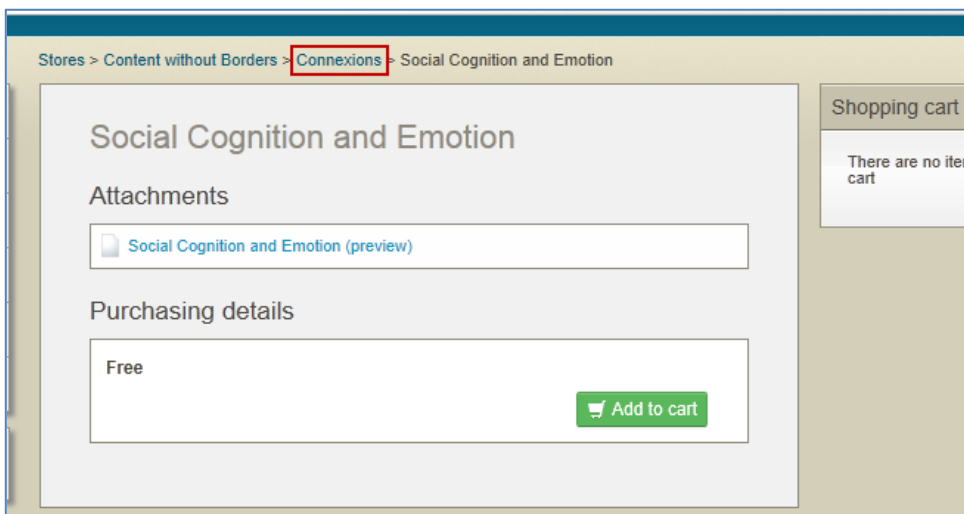 Stores > Content without Borders > Connexions > Social Cognition and Emotion
Social Cognition and Emotion
Attachments
Social Cognition and Emotion (preview)
Purchasing details
Free
Add to cart
Shopping cart
There are no
cart